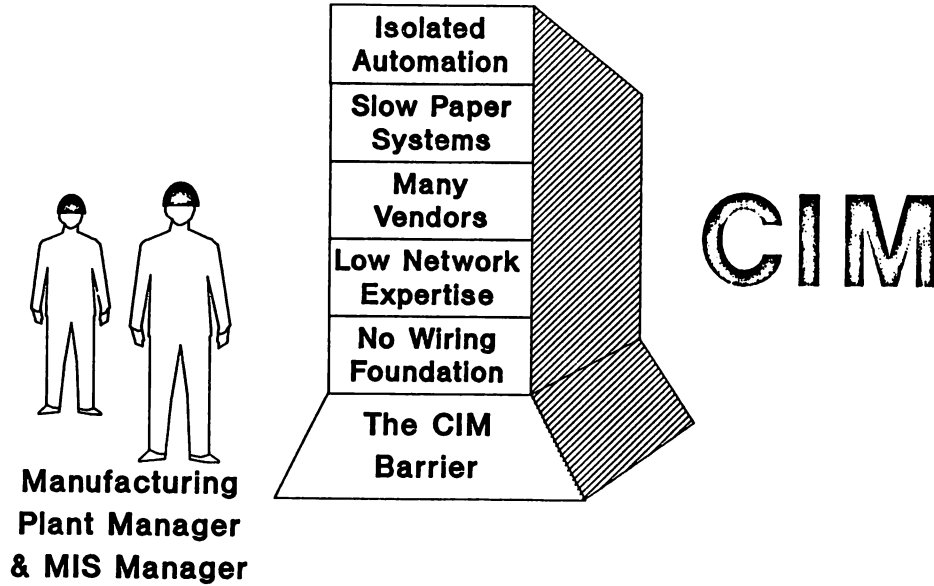 Isolated
Automation
Slow Paper
Systems
Many
Vendors
Low Network
Expertise
No Wiring
Foundation
The CIM
Barrier
CIM
Manufacturing
Plant Manager
& MIS Manager